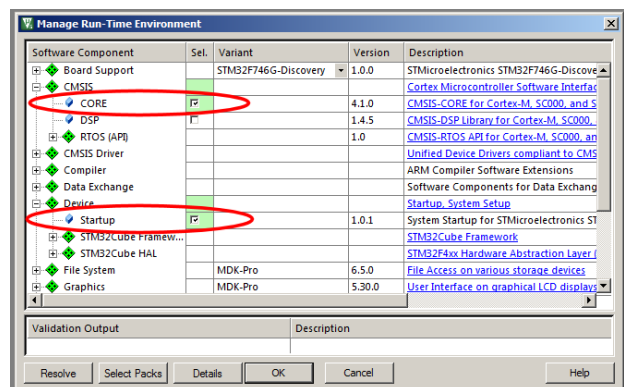 Manage Run-Time Environment
Software Component Sel. Variant Version Description
Board Support STM32F746G-Discovery 1.0.0 STMicroelectronics STM32F746G-Discove
CMSIS Cortex Microcontroller Software Interfac
CORE 4.1.0 CMSIS-CORE for Cortex-M, SC000, and S
DSP 1.4.5 CMSIS-DSP Library for Cortex-M, SC000,
RTOS (API) 1.0 CMSIS-RTOS API for Cortex-M, SC000, an
CMSIS Driver Unified Device Drivers compliant to CMS
Compiler ARM Compiler Software Extensions
Data Exchange Software Components for Data Exchang
Device Startup, System Setup
Startup 1.0.1 System Startup for STMicroelectronics ST
STM32Cube Framew... STM32Cube Framework
STM32Cube HAL STM32F4xx Hardware Abstraction Layer (
File System MDK-Pro 6.5.0 File Access on various storage devices
Graphics MDK-Pro 5.30.0 User Interface on graphical LCD displays
Validation Output Description
Resolve Select Packs Details OK Cancel Help